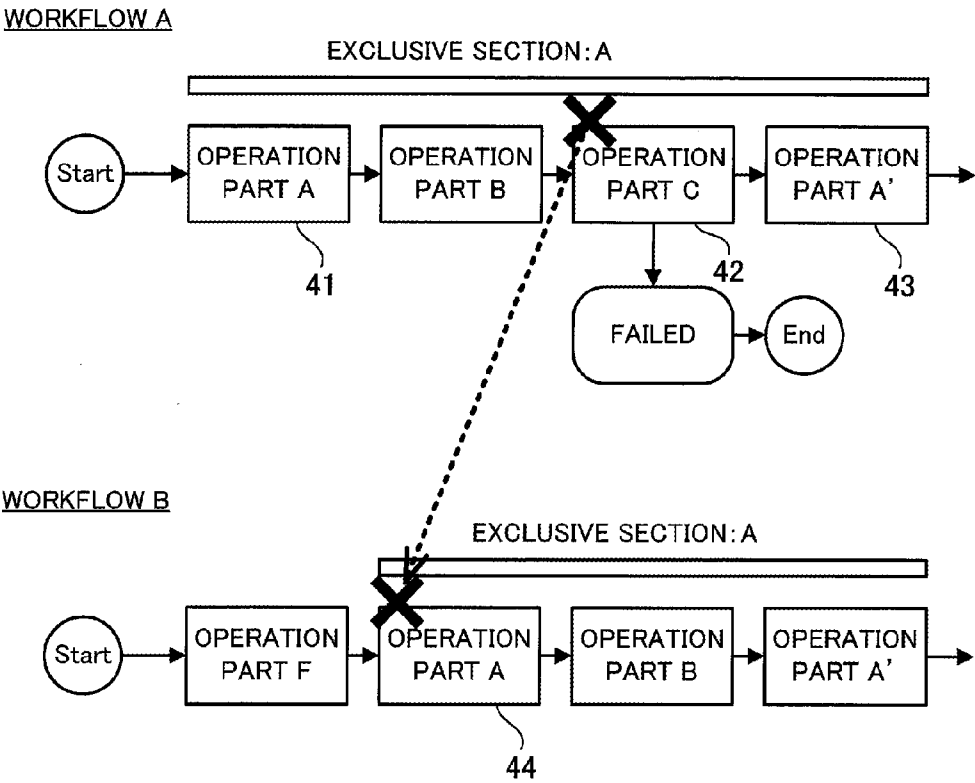 WORKFLOW A
EXCLUSIVE SECTION:A
Start
OPERATION
PART A
OPERATION
PART B
OPERATION
PART C
OPERATION
PART A'
41
42
43
FAILED
End
WORKFLOW B
EXCLUSIVE SECTION:A
Start
OPERATION
PART F
OPERATION
PART A
OPERATION
PART B
OPERATION
PART A'
44